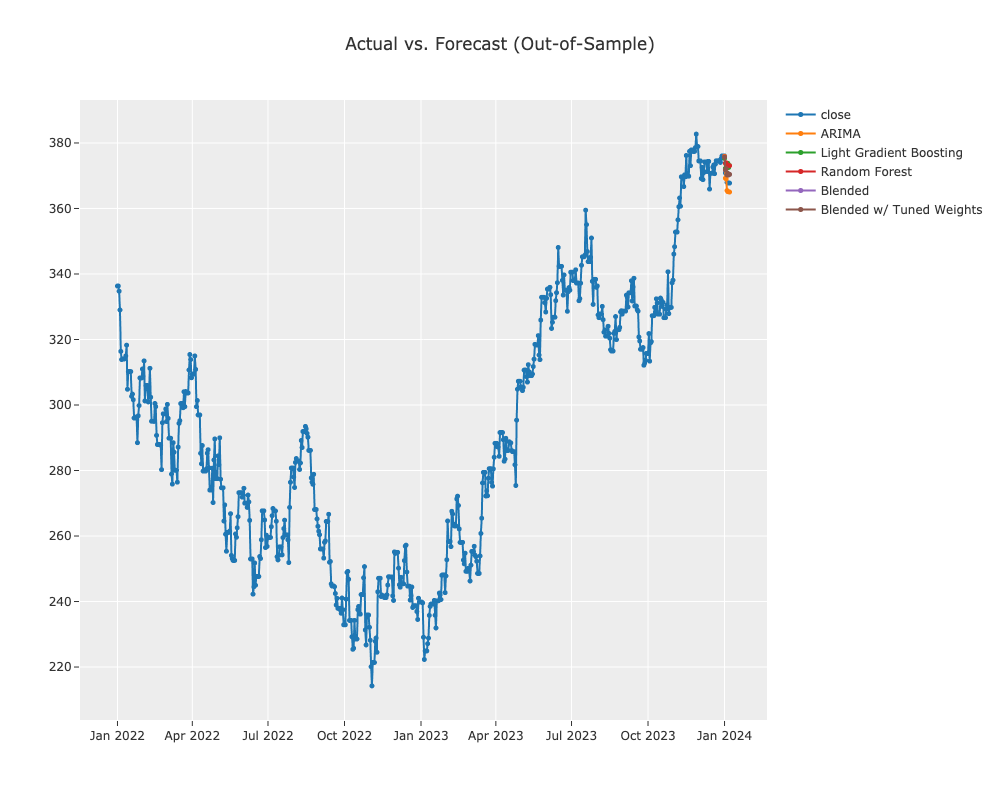 Actual vs. Forecast (Out-of-Sample)
close
ARIMA
Light Gradient Boosting
Random Forest
Blended
Blended w/ Tuned Weights
380
360
340
320
300
280
260
240
220
Jan 2022
Apr 2022
Jul 2022
Oct 2022
Jan 2023
Apr 2023
Jul 2023
Oct 2023
Jan 2024